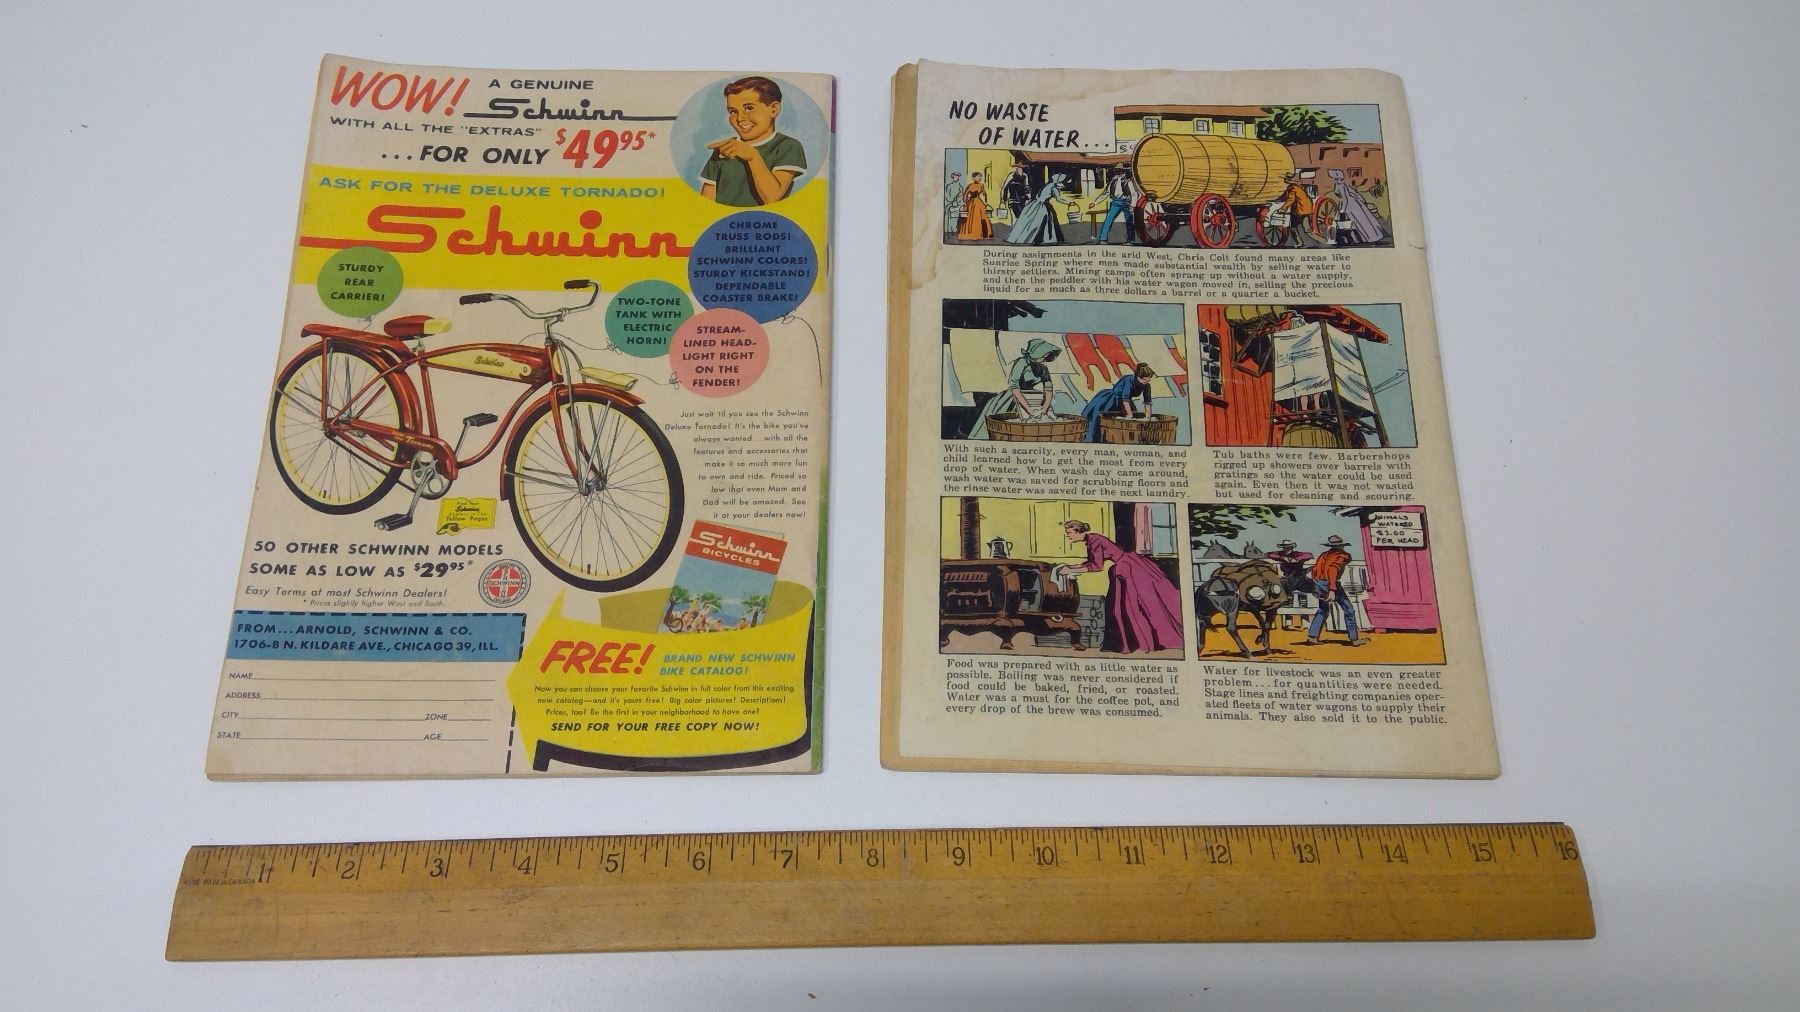 WOW! A GENUINE
Schwinn
WITH ALL THE "EXTRAS"
...FOR ONLY $49.95*
ASK FOR THE DELUXE TORNADO!
Schwinn
STURDY
REAR
CARRIER!
CHROME
TRUSS RODS!
BRILLIANT
SCHWINN COLORS!
STURDY KICKSTAND!
DEPENDABLE
COASTER BRAKE!
TWO-TONE
TANK WITH
ELECTRIC
HORN!
STREAM-
LINED HEAD-
LIGHT RIGHT
ON THE
FENDER!
Schwinn
Tornado
Just wait 'til you see the Schwinn
Deluxe Tornado! It's the bike you've
always wanted...with all the
features and accessories that
make it so much more fun
to own and ride. Priced so
low that even Mom and
Dad will be amazed. See
it at your dealers now!
Find Your
Schwinn
Dealers in The
Yellow Pages
50 OTHER SCHWINN MODELS
SOME AS LOW AS $29.95*
Easy Terms at most Schwinn Dealers!
* Prices slightly higher West and South.
SCHWINN
Schwinn
BICYCLES
FROM...ARNOLD, SCHWINN & CO.
1706-B N. KILDARE AVE., CHICAGO 39, ILL.
NAME
ADDRESS
CITY ZONE
STATE AGE
FREE! BRAND NEW SCHWINN
BIKE CATALOG!
Now you can choose your favorite Schwinn in full color from this exciting
new catalog—and it's yours free! Big color pictures! Descriptions!
Prices, too! Be the first in your neighborhood to have one!
SEND FOR YOUR FREE COPY NOW!
NO WASTE
OF WATER...
During assignments in the arid West, Chris Colt found many areas like
Sunrise Spring where men made substantial wealth by selling water to
thirsty settlers. Mining camps often sprang up without a water supply,
and then the peddler with his water wagon moved in, selling the precious
liquid for as much as three dollars a barrel or a quarter a bucket.
With such a scarcity, every man, woman, and
child learned how to get the most from every
drop of water. When wash day came around,
wash water was saved for scrubbing floors and
the rinse water was saved for the next laundry.
Tub baths were few. Barbershops
rigged up showers over barrels with
gratings so the water could be used
again. Even then it was not wasted
but used for cleaning and scouring.
ANIMALS
WATERED
$1.00
PER HEAD
Food was prepared with as little water as
possible. Boiling was never considered if
food could be baked, fried, or roasted.
Water was a must for the coffee pot, and
every drop of the brew was consumed.
Water for livestock was an even greater
problem...for quantities were needed.
Stage lines and freighting companies oper-
ated fleets of water wagons to supply their
animals. They also sold it to the public.
1 2 3 4 5 6 7 8 9 10 11 12 13 14 15 16
MADE IN CANADA